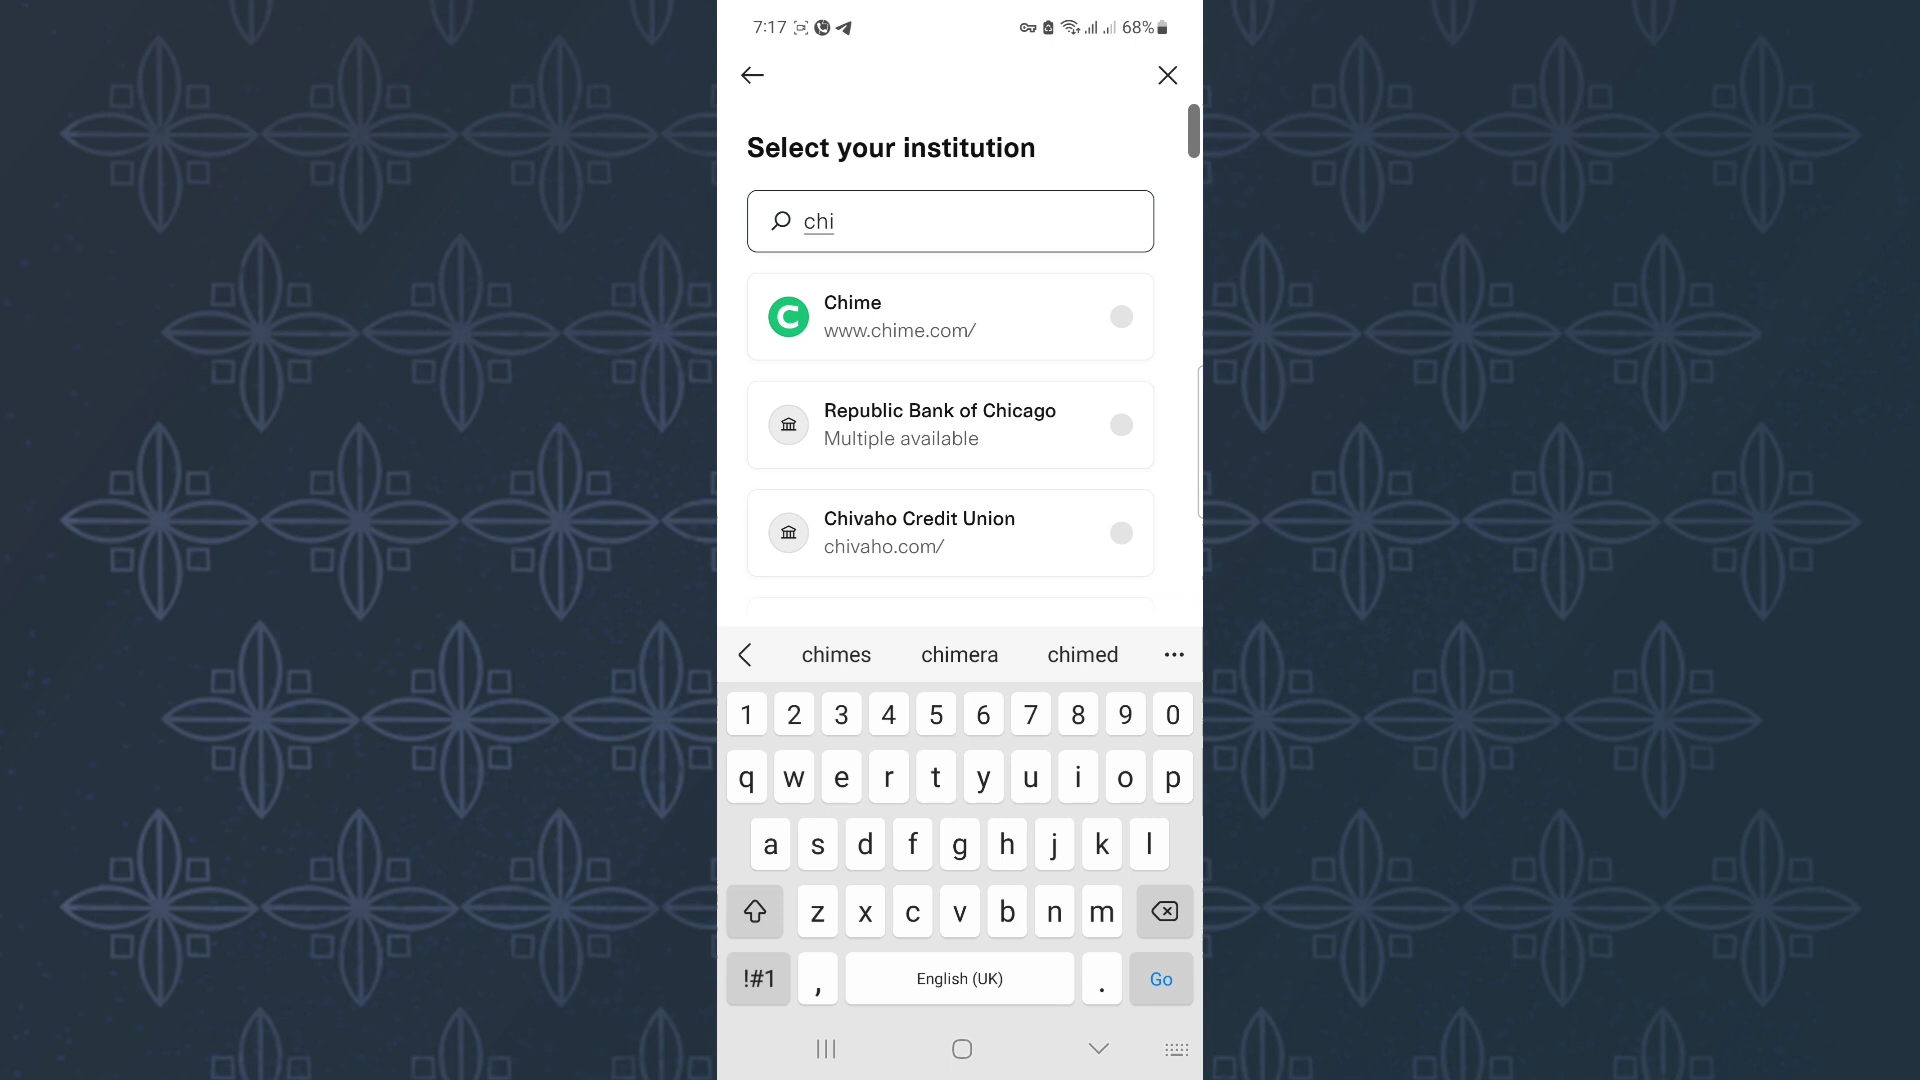 7:17 68%
Select your institution
chi
Chime
www.chime.com/
Republic Bank of Chicago
Multiple available
Chivaho Credit Union
chivaho.com/
chimes chimera chimed
1 2 3 4 5 6 7 8 9 0
q w e r t y u i o p
a s d f g h j k l
z x c v b n m
!#1 , English (UK) . Go